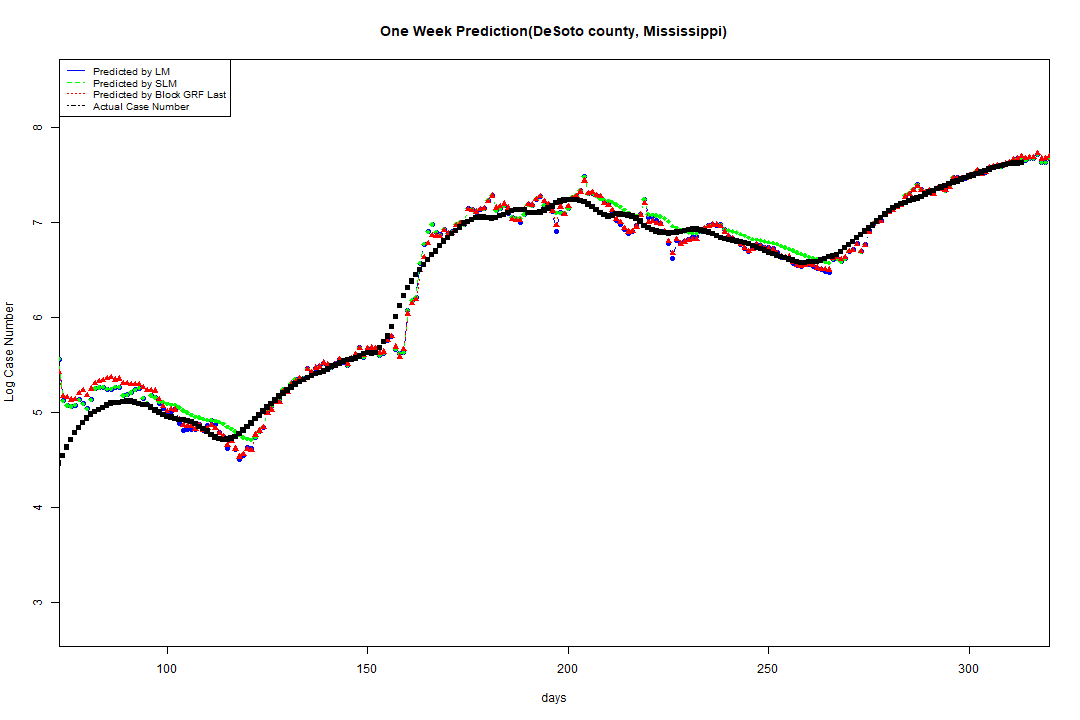 One Week Prediction(DeSoto county, Mississippi)
Predicted by LM
Predicted by SLM
Predicted by Block GRF Last
Actual Case Number
8
7
6
5
4
3
Log Case Number
100 150 200 250 300
days